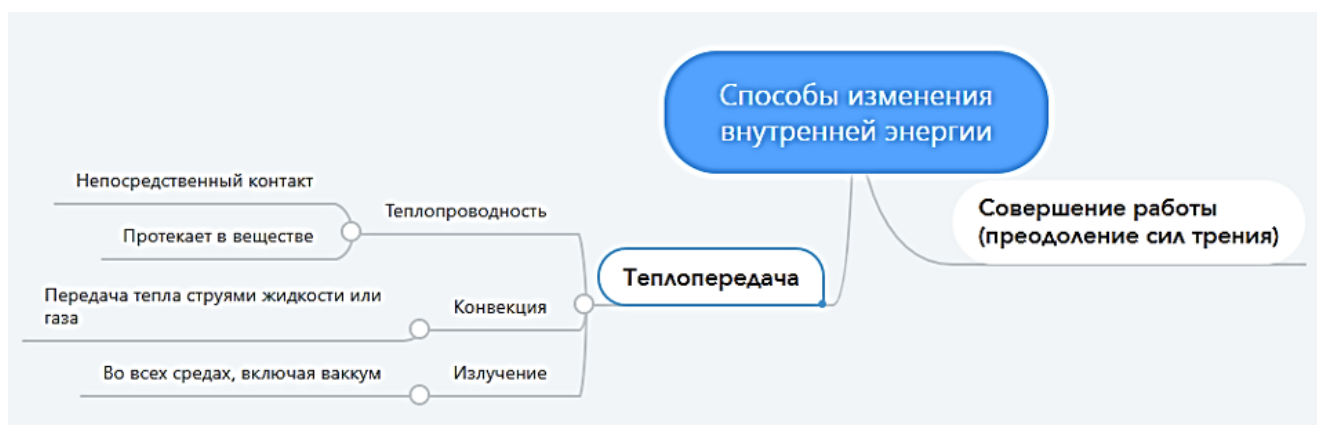 Способы изменения
внутренней энергии
Непосредственный контакт
Теплопроводность
Протекает в веществе
Совершение работы
(преодоление сил трения)
Теплопередача
Передача тепла струями жидкости или
газа
Конвекция
Во всех средах, включая ваккум
Излучение